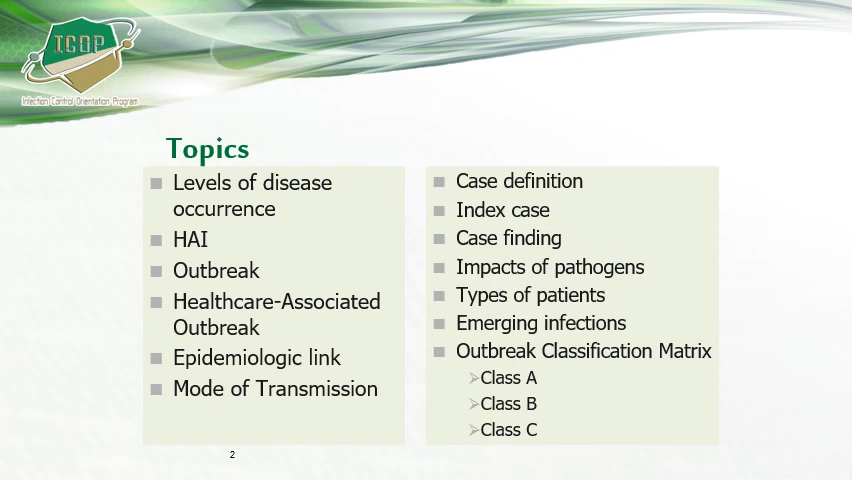 ICOP
Infection Control Orientation Program
Topics
Levels of disease
occurrence
HAI
Outbreak
Healthcare-Associated
Outbreak
Epidemiologic link
Mode of Transmission
Case definition
Index case
Case finding
Impacts of pathogens
Types of patients
Emerging infections
Outbreak Classification Matrix
Class A
Class B
Class C
2